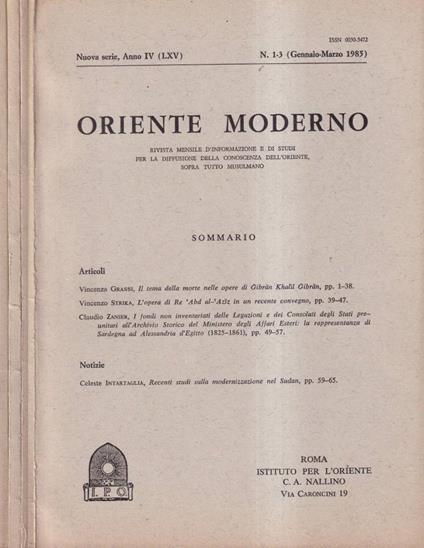 ISSN 0030-5472
Nuova serie, Anno IV (LXV)
N. 1-3 (Gennaio-Marzo 1985)
ORIENTE MODERNO
RIVISTA MENSILE D'INFORMAZIONE E DI STUDI
PER LA DIFFUSIONE DELLA CONOSCENZA DELL'ORIENTE,
SOPRA TUTTO MUSULMANO
SOMMARIO
Articoli
Vincenza GRASSI, Il tema della morte nelle opere di Ǧibrān Khalīl Ǧibrān, pp. 1-38.
Vincenzo STRIKA, L'opera di Re 'Abd al-'Azīz in un recente convegno, pp. 39-47.
Claudio ZANIER, I fondi non inventariati delle Legazioni e dei Consolati degli Stati pre-
unitari all'Archivio Storico del Ministero degli Affari Esteri: la rappresentanza di
Sardegna ad Alessandria d'Egitto (1825-1861), pp. 49-57.
Notizie
Celeste INTARTAGLIA, Recenti studi sulla modernizzazione nel Sudan, pp. 59-65.
I.P.O.
ROMA
ISTITUTO PER L'ORIENTE
C. A. NALLINO
VIA CARONCINI 19